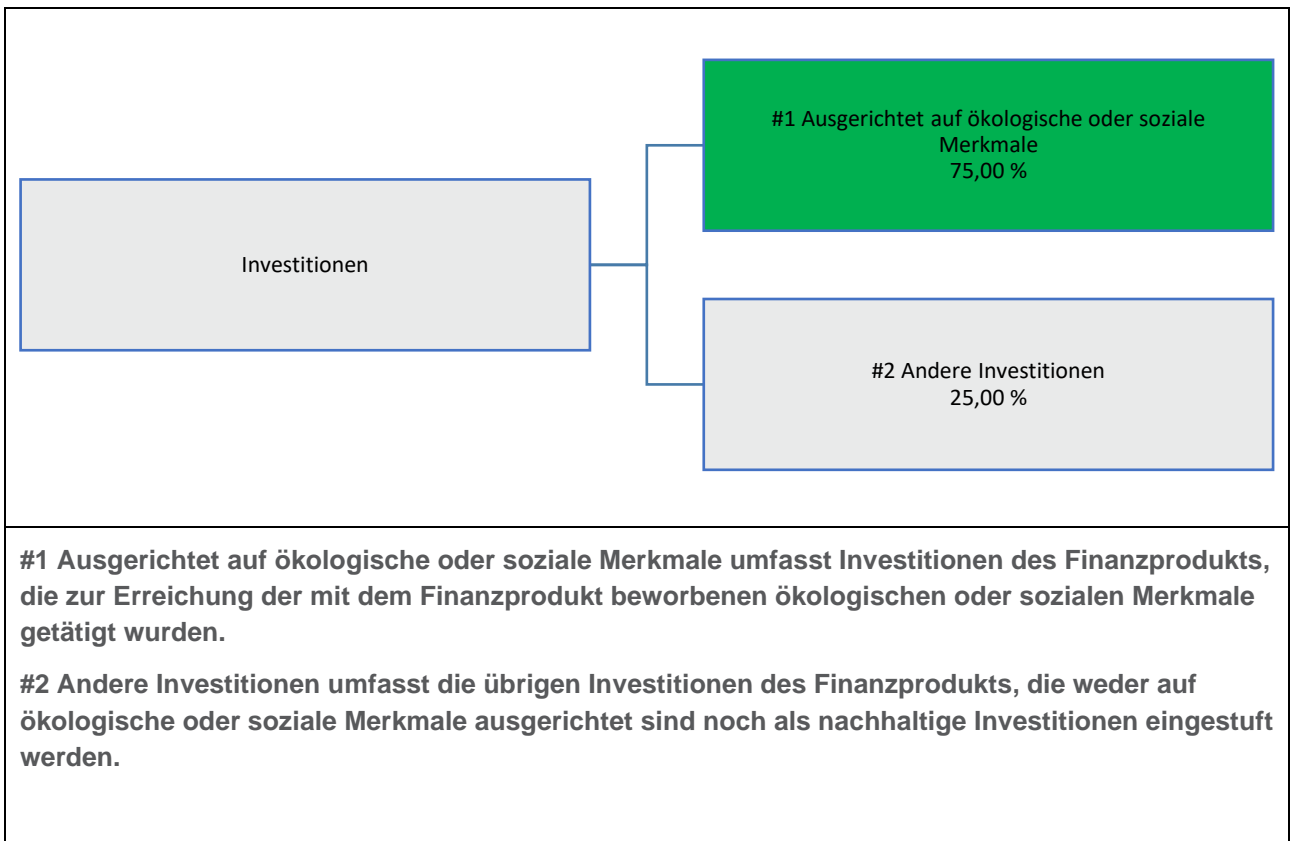 #1 Ausgerichtet auf ökologische oder soziale
Merkmale
75,00 %
Investitionen
#2 Andere Investitionen
25,00 %
#1 Ausgerichtet auf ökologische oder soziale Merkmale umfasst Investitionen des Finanzprodukts,
die zur Erreichung der mit dem Finanzprodukt beworbenen ökologischen oder sozialen Merkmale
getätigt wurden.
#2 Andere Investitionen umfasst die übrigen Investitionen des Finanzprodukts, die weder auf
ökologische oder soziale Merkmale ausgerichtet sind noch als nachhaltige Investitionen eingestuft
werden.